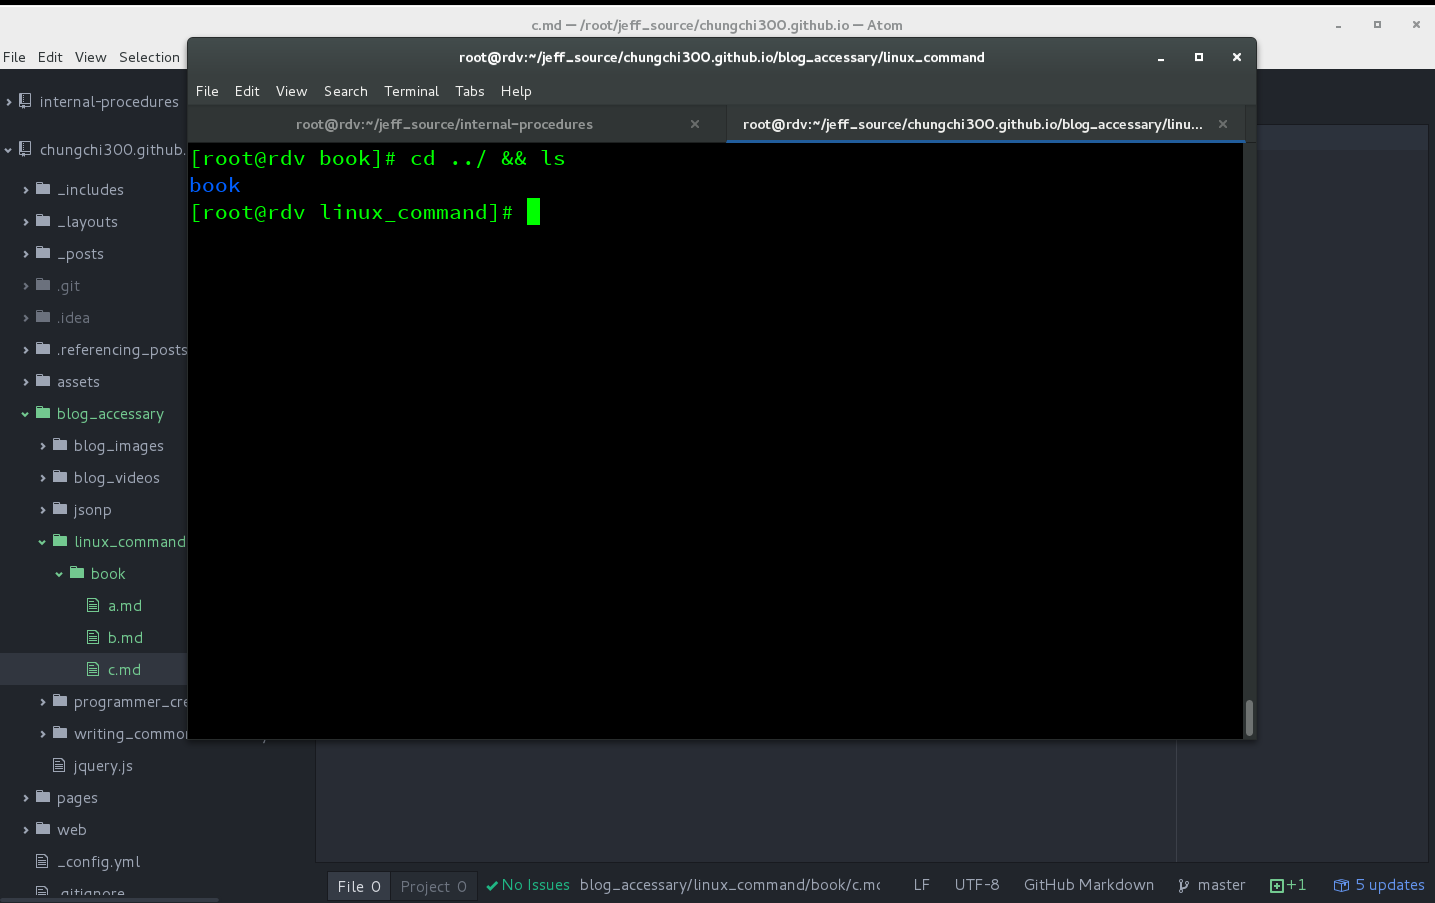 c.md — /root/jeff_source/chungchi300.github.io — Atom
File Edit View Selection
root@rdv:~/jeff_source/chungchi300.github.io/blog_accessary/linux_command
File Edit View Search Terminal Tabs Help
root@rdv:~/jeff_source/internal-procedures
root@rdv:~/jeff_source/chungchi300.github.io/blog_accessary/linu...
[root@rdv book]# cd ../ && ls
book
[root@rdv linux_command]#
internal-procedures
chungchi300.github.
_includes
_layouts
_posts
.git
.idea
.referencing_posts
assets
blog_accessary
blog_images
blog_videos
jsonp
linux_command
book
a.md
b.md
c.md
programmer_cre
writing_common
jquery.js
pages
web
_config.yml
.gitignore
File 0 Project 0 No Issues blog_accessary/linux_command/book/c.md LF UTF-8 GitHub Markdown master +1 5 updates